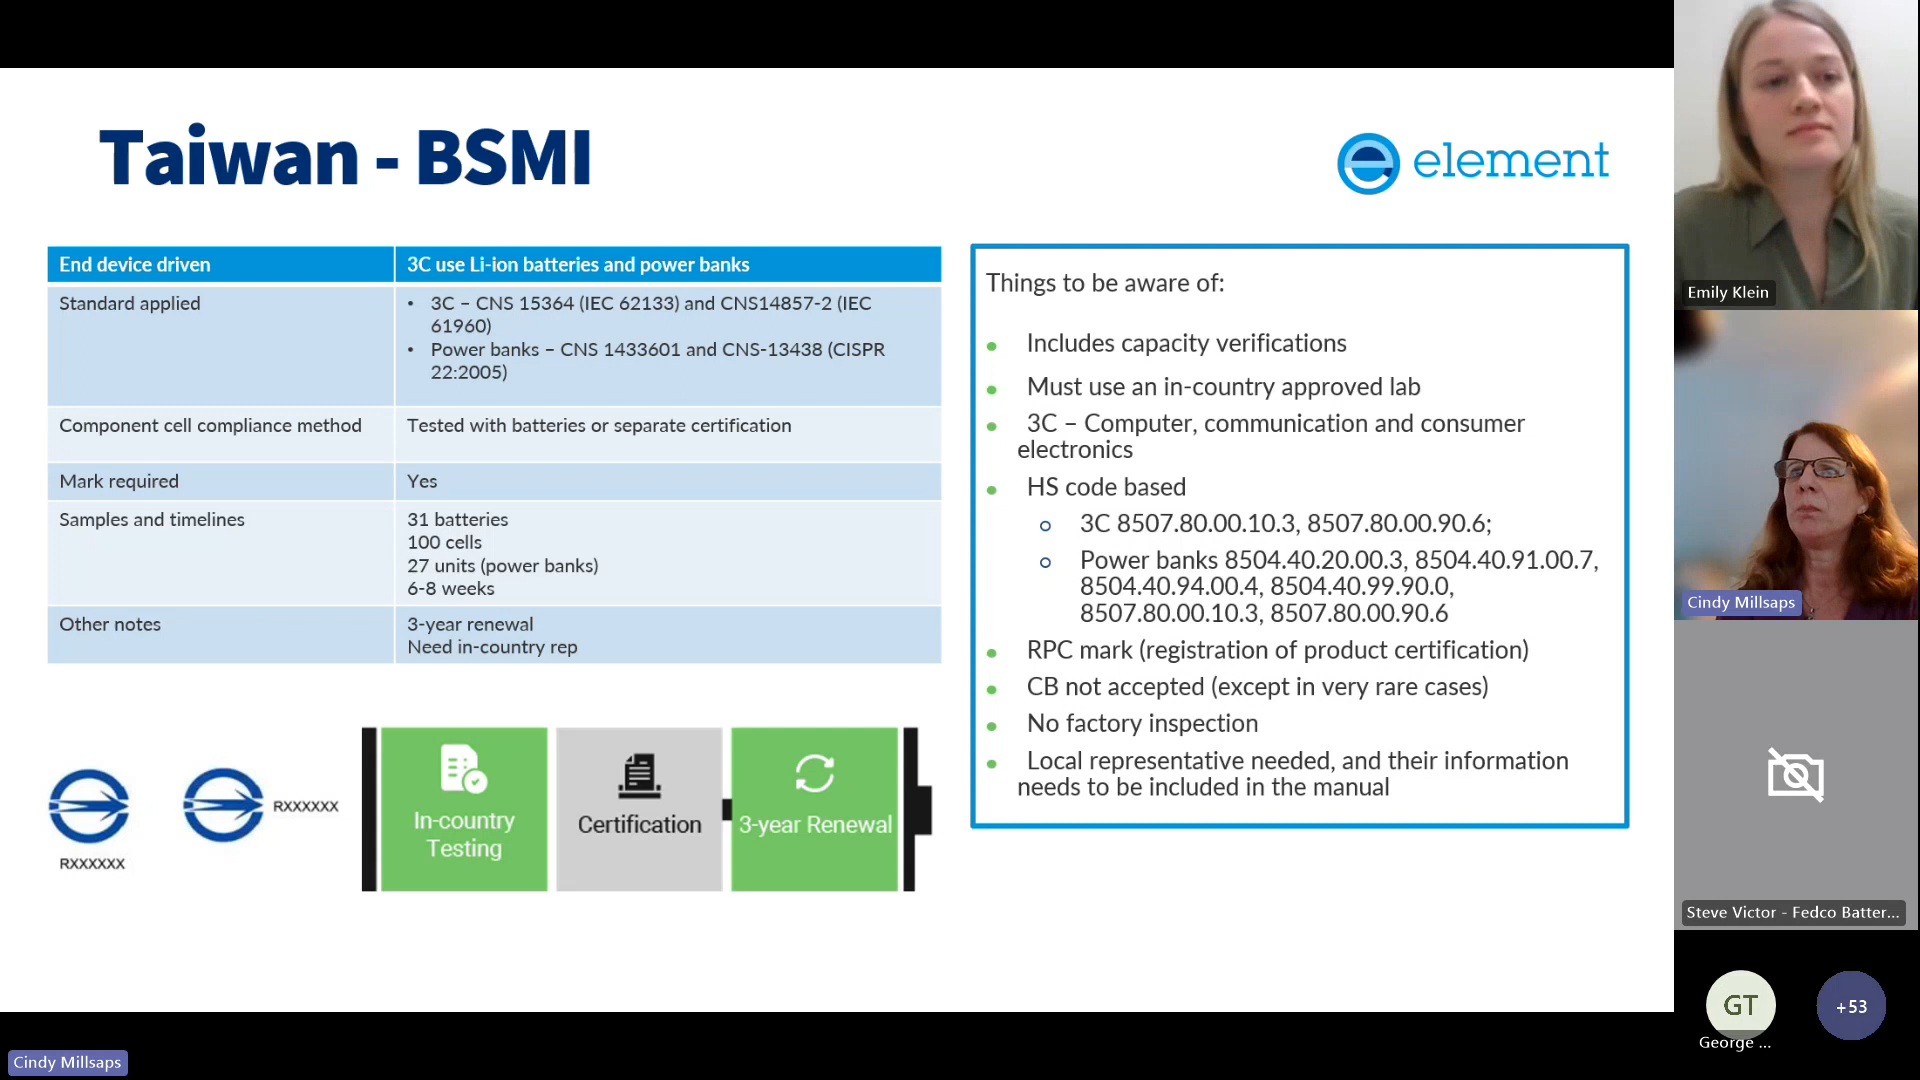 Taiwan - BSMI
element
End device driven
3C use Li-ion batteries and power banks
Standard applied
• 3C – CNS 15364 (IEC 62133) and CNS14857-2 (IEC
61960)
• Power banks – CNS 1433601 and CNS-13438 (CISPR
22:2005)
Component cell compliance method
Tested with batteries or separate certification
Mark required
Yes
Samples and timelines
31 batteries
100 cells
27 units (power banks)
6-8 weeks
Other notes
3-year renewal
Need in-country rep
RXXXXXX
RXXXXXX
In-country
Testing
Certification
3-year Renewal
Things to be aware of:
Includes capacity verifications
Must use an in-country approved lab
3C – Computer, communication and consumer
electronics
HS code based
3C 8507.80.00.10.3, 8507.80.00.90.6;
Power banks 8504.40.20.00.3, 8504.40.91.00.7,
8504.40.94.00.4, 8504.40.99.90.0,
8507.80.00.10.3, 8507.80.00.90.6
RPC mark (registration of product certification)
CB not accepted (except in very rare cases)
No factory inspection
Local representative needed, and their information
needs to be included in the manual
Emily Klein
Cindy Millsaps
Steve Victor - Fedco Batter...
GT
+53
George ...
Cindy Millsaps